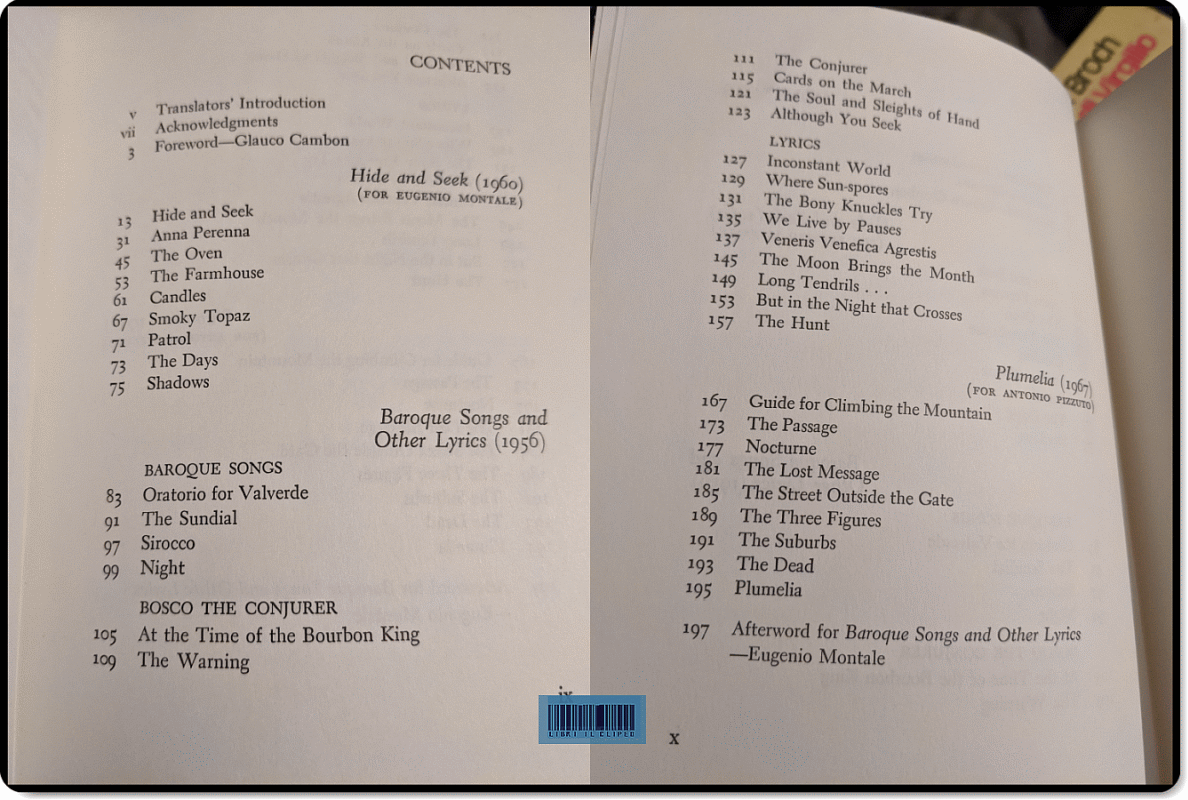 CONTENTS
v Translators' Introduction
vii Acknowledgments
3 Foreword—Glauco Cambon
Hide and Seek (1960)
(FOR EUGENIO MONTALE)
13 Hide and Seek
31 Anna Perenna
45 The Oven
53 The Farmhouse
61 Candles
67 Smoky Topaz
71 Patrol
73 The Days
75 Shadows
Baroque Songs and
Other Lyrics (1956)
BAROQUE SONGS
83 Oratorio for Valverde
91 The Sundial
97 Sirocco
99 Night
BOSCO THE CONJURER
105 At the Time of the Bourbon King
109 The Warning
ix
111 The Conjurer
115 Cards on the March
121 The Soul and Sleights of Hand
123 Although You Seek
LYRICS
127 Inconstant World
129 Where Sun-spores
131 The Bony Knuckles Try
135 We Live by Pauses
137 Veneris Venefica Agrestis
145 The Moon Brings the Month
149 Long Tendrils . . .
153 But in the Night that Crosses
157 The Hunt
Plumelia (1967)
(FOR ANTONIO PIZZUTO)
167 Guide for Climbing the Mountain
173 The Passage
177 Nocturne
181 The Lost Message
185 The Street Outside the Gate
189 The Three Figures
191 The Suburbs
193 The Dead
195 Plumelia
197 Afterword for Baroque Songs and Other Lyrics
—Eugenio Montale
x
Broch
Virgilio
LIBRI IL CLIPEO